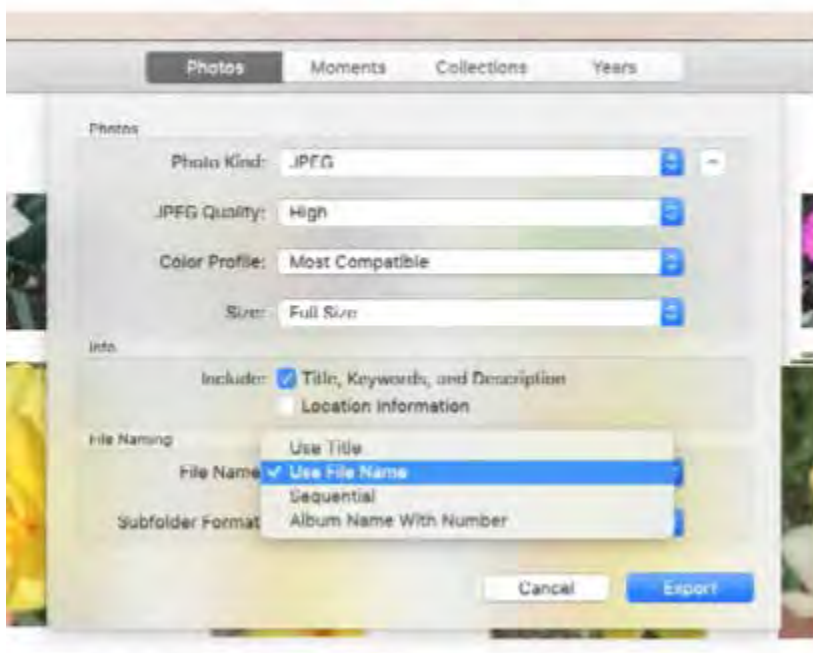 Photos Moments Collections Years
Photos
Photo Kind: JPEG
JPEG Quality: High
Color Profile: Most Compatible
Size: Full Size
Info
Include: Title, Keywords, and Description
Location Information
File Naming
Use Title
File Name Use File Name
Sequential
Subfolder Format Album Name With Number
Cancel Export